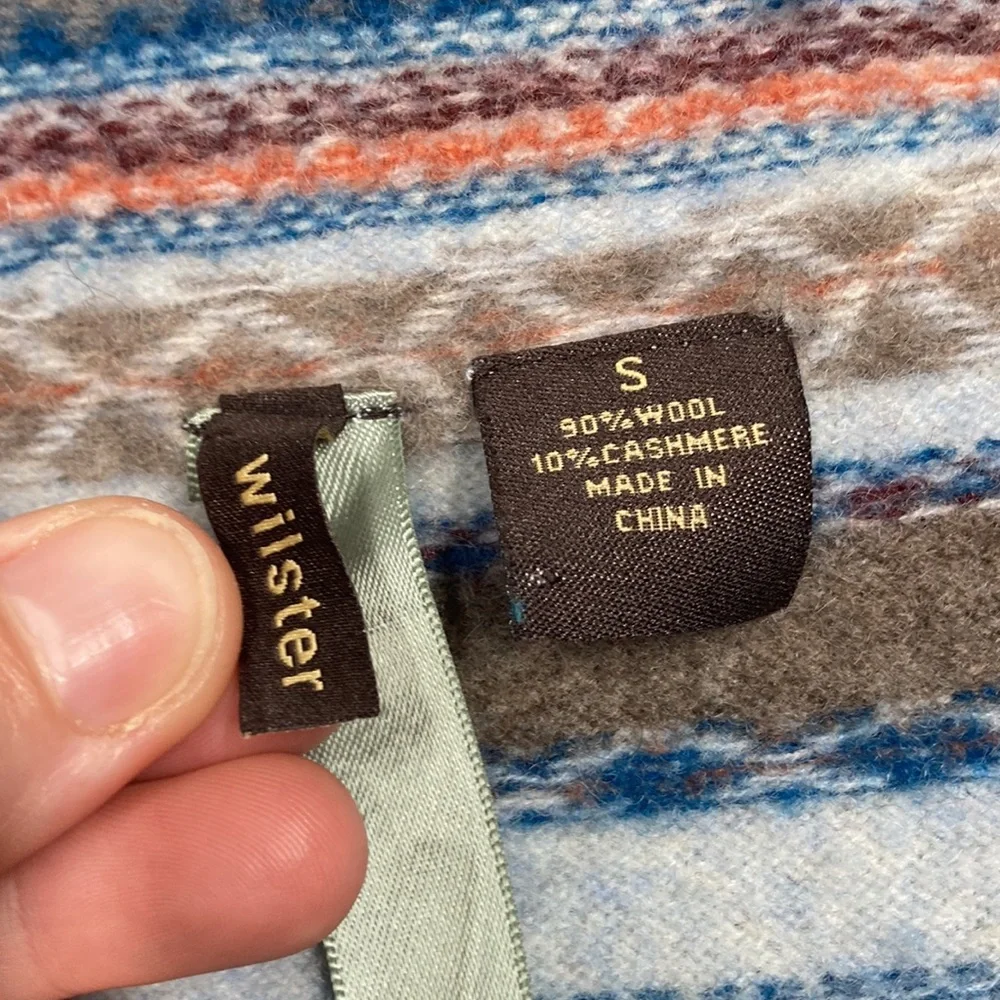 wilster
S
90% WOOL
10% CASHMERE
MADE IN
CHINA